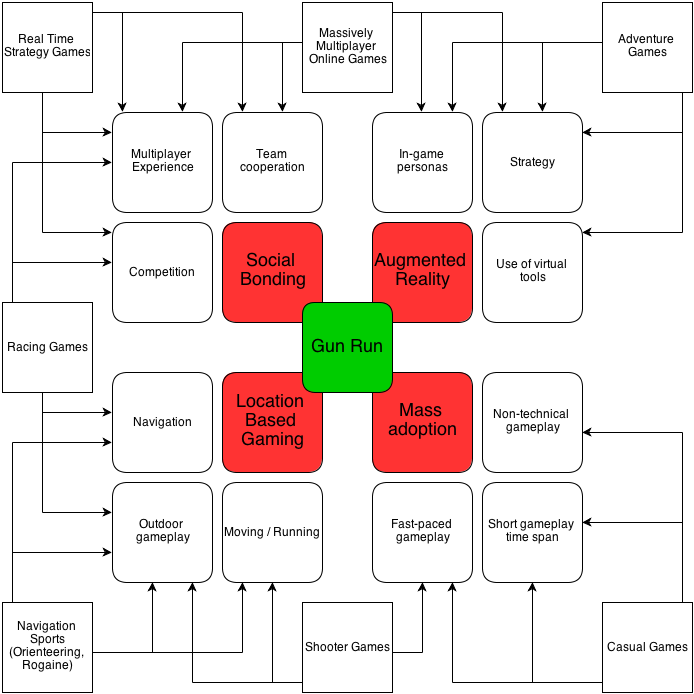 Real Time
Strategy Games
Massively
Multiplayer
Online Games
Adventure
Games
Multiplayer
Experience
Team
cooperation
In-game
personas
Strategy
Competition
Social
Bonding
Augmented
Reality
Use of virtual
tools
Gun Run
Racing Games
Navigation
Location
Based
Gaming
Mass
adoption
Non-technical
gameplay
Outdoor
gameplay
Moving / Running
Fast-paced
gameplay
Short gameplay
time span
Navigation
Sports
(Orienteering,
Rogaine)
Shooter Games
Casual Games